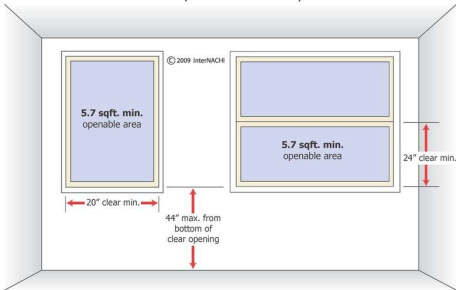 © 2009 InterNACHI
5.7 sqft. min.
openable area
5.7 sqft. min.
openable area
24" clear min.
20" clear min.
44" max. from
bottom of
clear opening